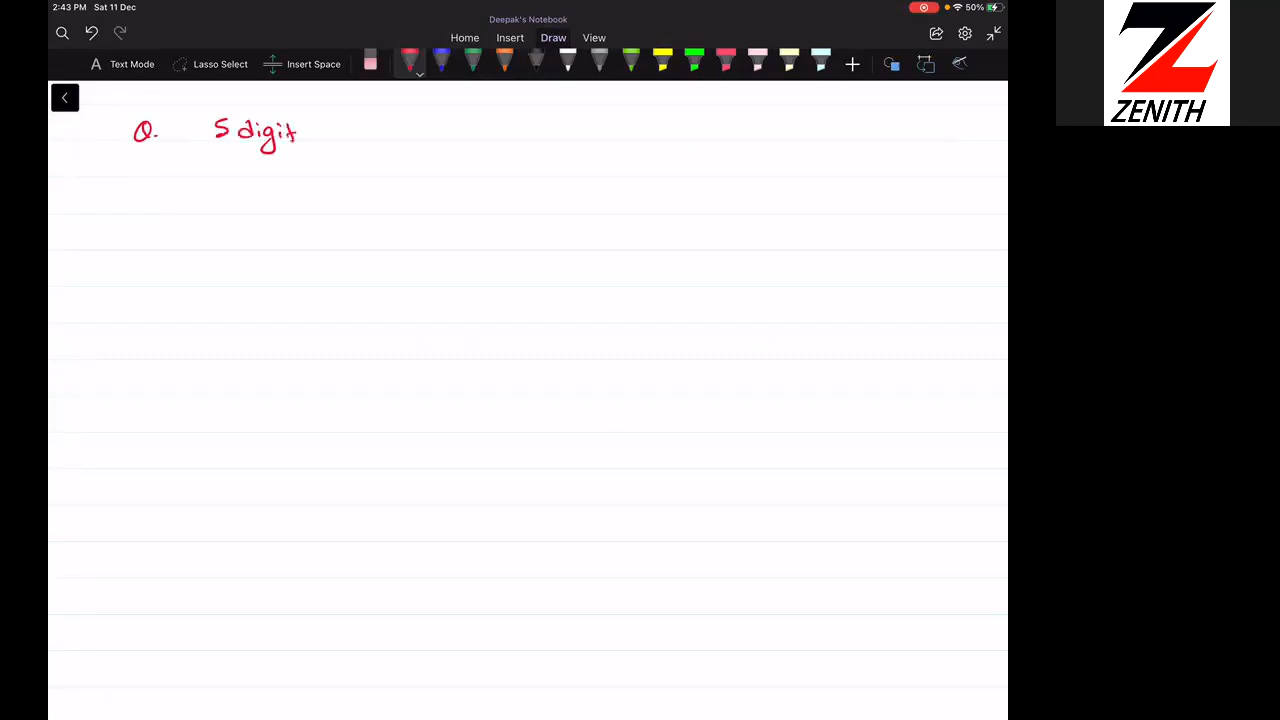 2:43 PM Sat 11 Dec
50%
Deepak's Notebook
Home Insert Draw View
Text Mode Lasso Select Insert Space
Q. 5 digit
ZENITH